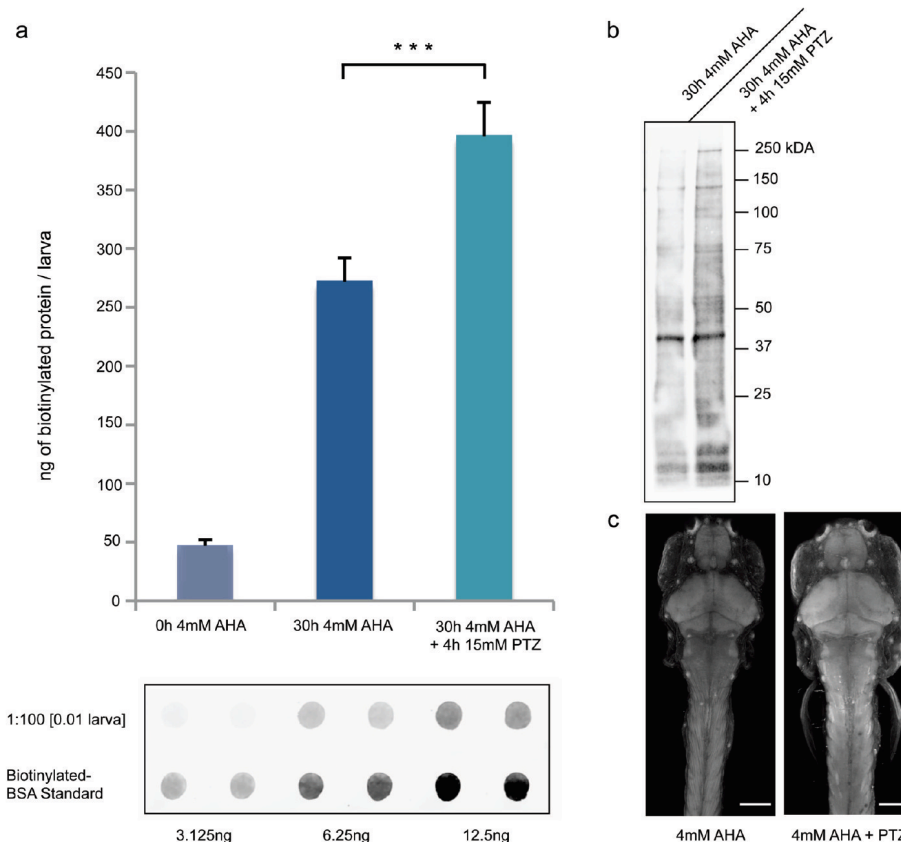 a
* * *
ng of biotinylated protein / larva
450
400
350
300
250
200
150
100
50
0
0h 4mM AHA
30h 4mM AHA
30h 4mM AHA
+ 4h 15mM PTZ
1:100 [0.01 larva]
Biotinylated-
BSA Standard
3.125ng
6.25ng
12.5ng
b
30h 4mM AHA
30h 4mM AHA
+ 4h 15mM PTZ
250 kDA
150
100
75
50
37
25
10
c
4mM AHA
4mM AHA + PTZ